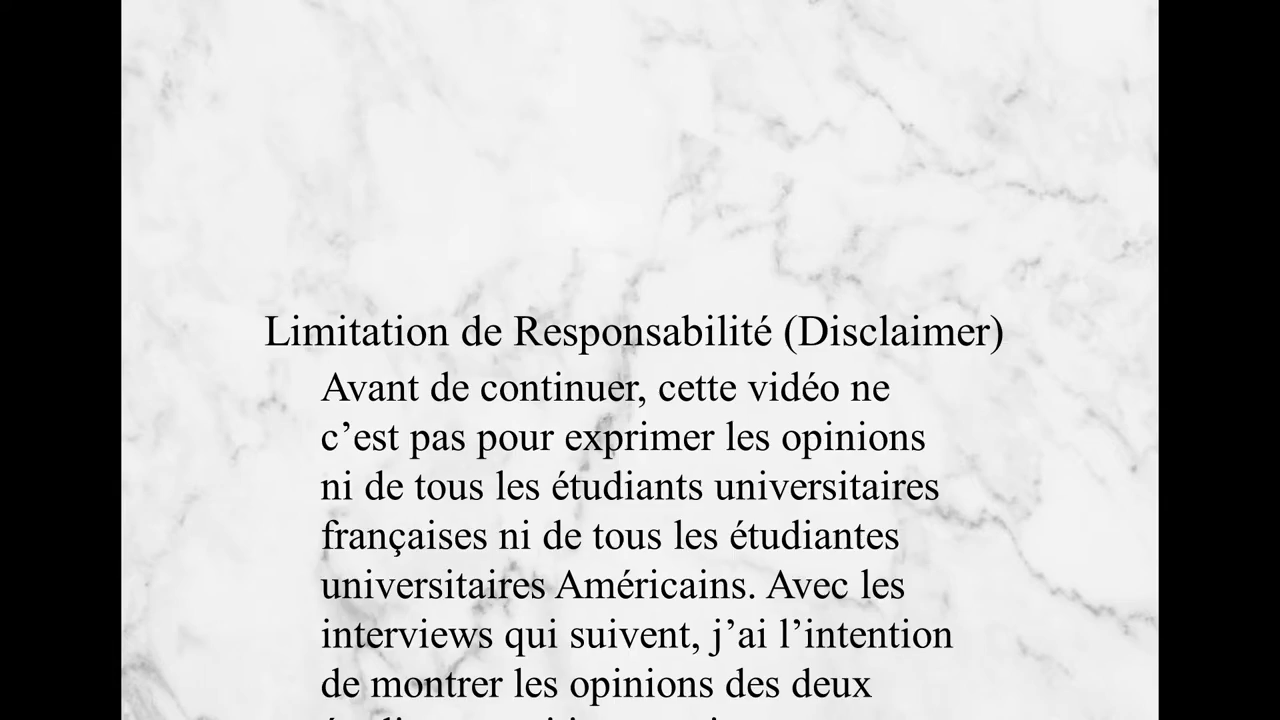 Limitation de Responsabilité (Disclaimer)
Avant de continuer, cette vidéo ne
c’est pas pour exprimer les opinions
ni de tous les étudiants universitaires
françaises ni de tous les étudiantes
universitaires Américains. Avec les
interviews qui suivent, j’ai l’intention
de montrer les opinions des deux